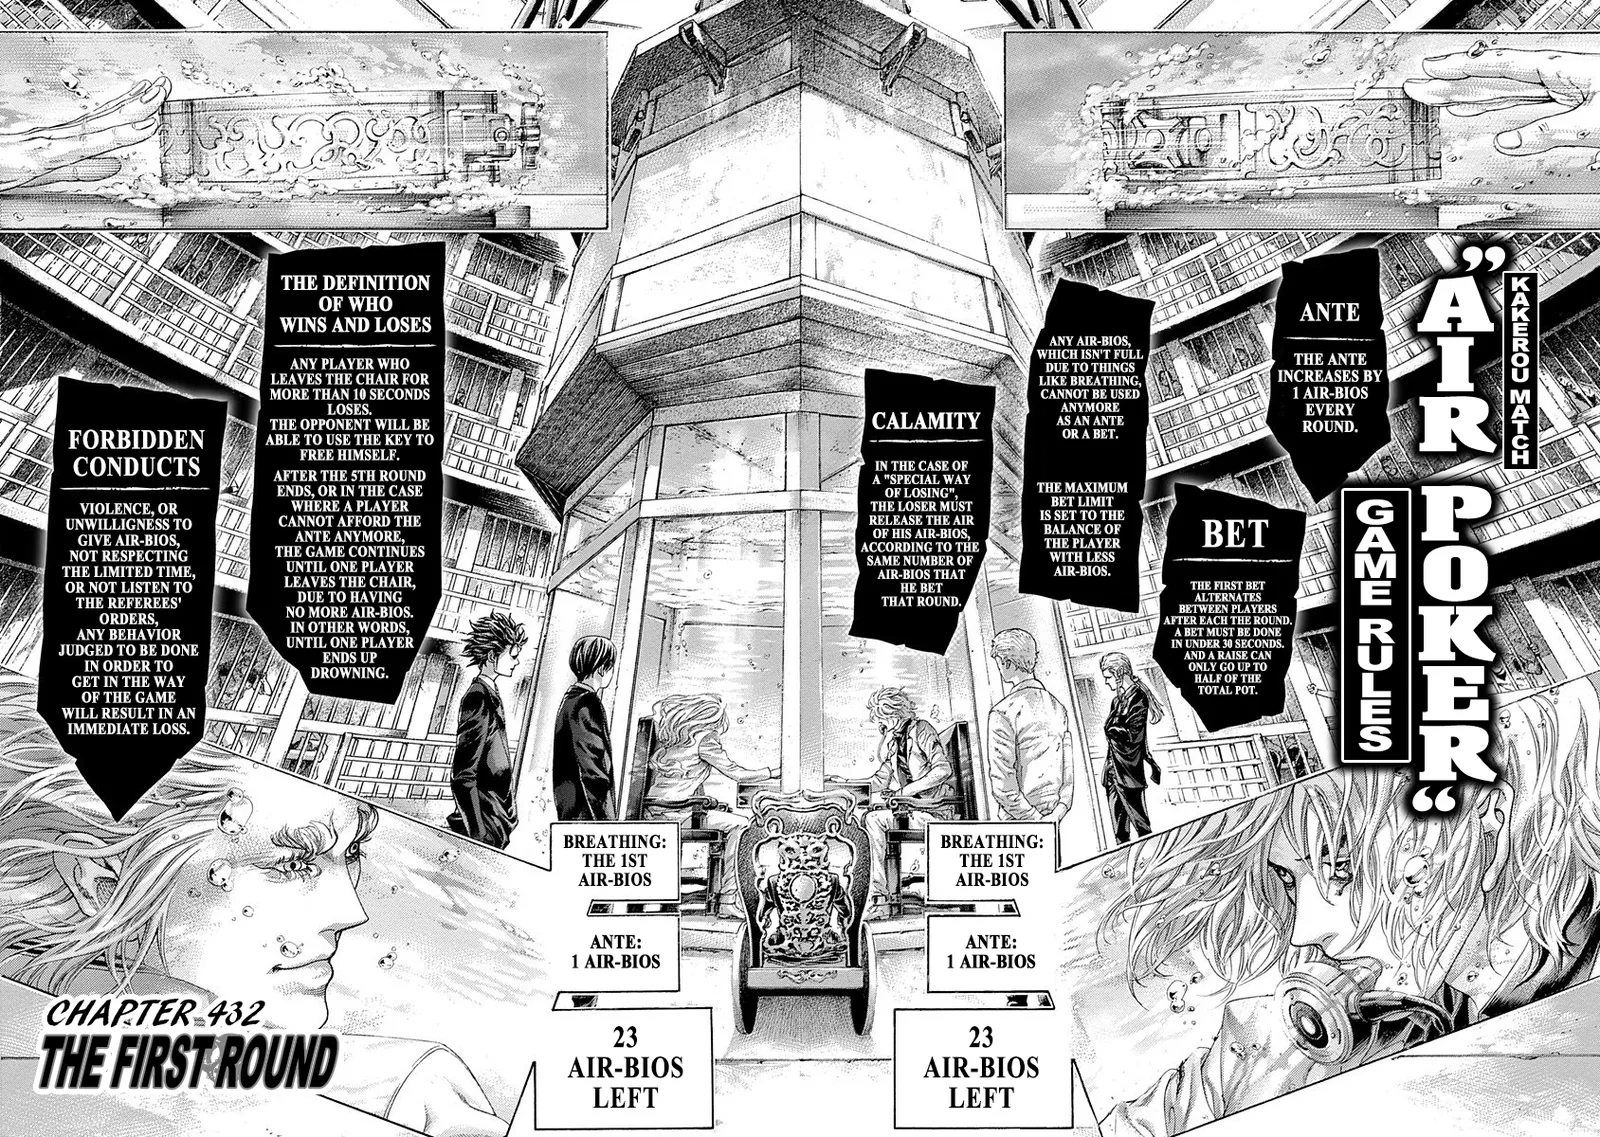 KAKEROU MATCH
"AIR POKER"
GAME RULES
ANTE
THE ANTE
INCREASES BY
1 AIR-BIOS
EVERY
ROUND.
BET
THE FIRST BET
ALTERNATES
BETWEEN PLAYERS
AFTER EACH THE ROUND.
A BET MUST BE DONE
IN UNDER 30 SECONDS.
AND A RAISE CAN
ONLY GO UP TO
HALF OF THE
TOTAL POT.
ANY AIR-BIOS,
WHICH ISN'T FULL
DUE TO THINGS
LIKE BREATHING,
CANNOT BE USED
ANYMORE
AS AN ANTE
OR A BET.
THE MAXIMUM
BET LIMIT
IS SET TO THE
BALANCE OF
THE PLAYER
WITH LESS
AIR-BIOS.
CALAMITY
IN THE CASE OF
A "SPECIAL WAY
OF LOSING",
THE LOSER MUST
RELEASE THE AIR
OF HIS AIR-BIOS,
ACCORDING TO THE
SAME NUMBER OF
AIR-BIOS THAT
HE BET
THAT ROUND.
THE DEFINITION
OF WHO
WINS AND LOSES
ANY PLAYER WHO
LEAVES THE CHAIR FOR
MORE THAN 10 SECONDS
LOSES.
THE OPPONENT WILL BE
ABLE TO USE THE KEY TO
FREE HIMSELF.
AFTER THE 5TH ROUND
ENDS, OR IN THE CASE
WHERE A PLAYER
CANNOT AFFORD THE
ANTE ANYMORE,
THE GAME CONTINUES
UNTIL ONE PLAYER
LEAVES THE CHAIR,
DUE TO HAVING
NO MORE AIR-BIOS.
IN OTHER WORDS,
UNTIL ONE PLAYER
ENDS UP
DROWNING.
FORBIDDEN
CONDUCTS
VIOLENCE, OR
UNWILLIGNESS TO
GIVE AIR-BIOS,
NOT RESPECTING
THE LIMITED TIME,
OR NOT LISTEN TO
THE REFEREES'
ORDERS,
ANY BEHAVIOR
JUDGED TO BE DONE
IN ORDER TO
GET IN THE WAY
OF THE GAME
WILL RESULT IN AN
IMMEDIATE LOSS.
BREATHING:
THE 1ST
AIR-BIOS
ANTE:
1 AIR-BIOS
23
AIR-BIOS
LEFT
BREATHING:
THE 1ST
AIR-BIOS
ANTE:
1 AIR-BIOS
23
AIR-BIOS
LEFT
CHAPTER 432
THE FIRST ROUND